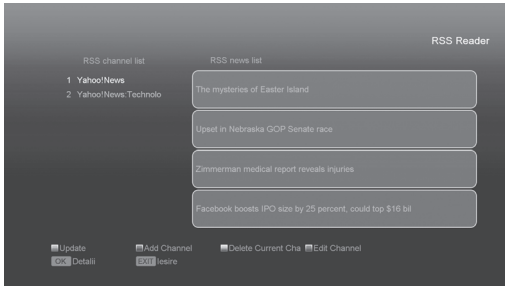 RSS Reader
RSS channel list
RSS news list
1 Yahoo!News
2 Yahoo!News:Technolo
The mysteries of Easter Island
Upset in Nebraska GOP Senate race
Zimmerman medical report reveals injuries
Facebook boosts IPO size by 25 percent, could top $16 bil
Update Add Channel Delete Current Cha Edit Channel
OK Detalii EXIT Iesire